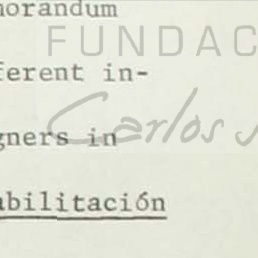 morandum
FUNDAC
ferent in-
Carlos
gners in
abilitación